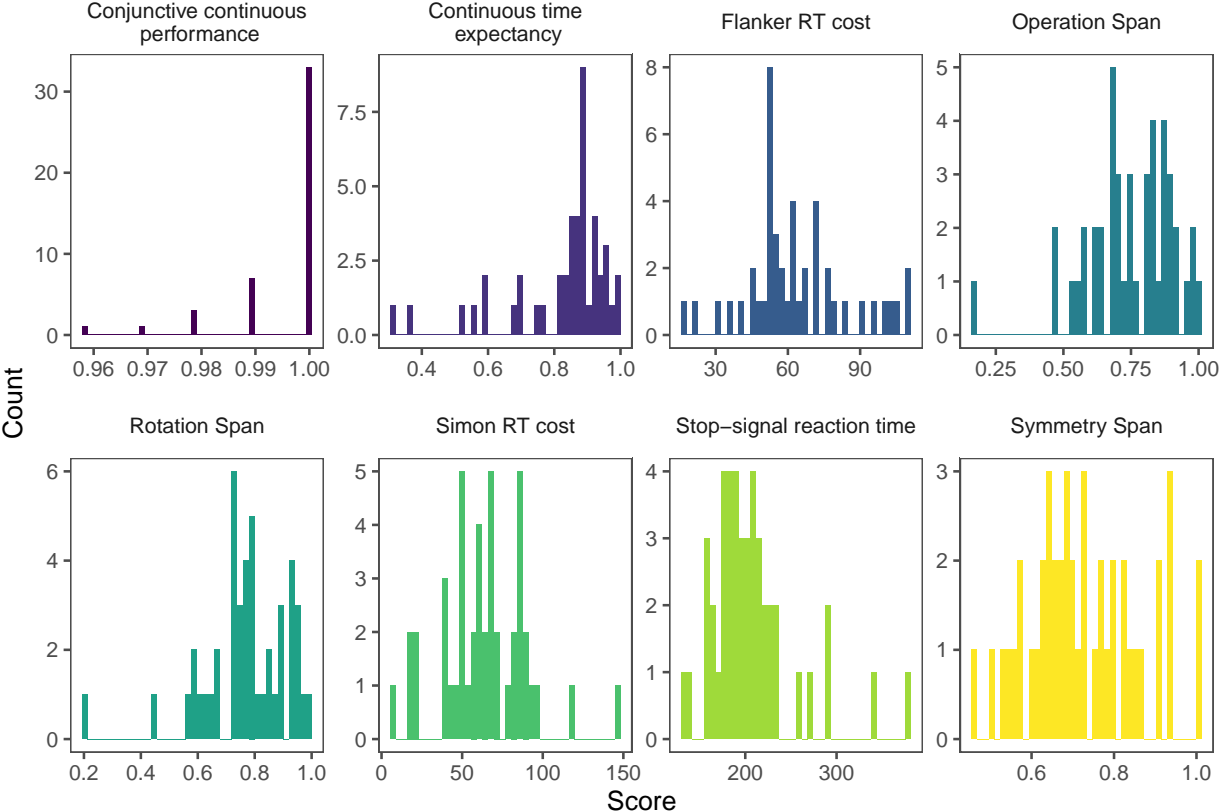 Conjunctive continuous
performance
Continuous time
expectancy
Flanker RT cost
Operation Span
30
20
10
0
0.96 0.97 0.98 0.99 1.00
7.5
5.0
2.5
0.0
0.4 0.6 0.8 1.0
8
6
4
2
0
30 60 90
5
4
3
2
1
0
0.25 0.50 0.75 1.00
Count
Rotation Span
Simon RT cost
Stop−signal reaction time
Symmetry Span
6
4
2
0
0.2 0.4 0.6 0.8 1.0
5
4
3
2
1
0
0 50 100 150
4
3
2
1
0
200 300
3
2
1
0
0.6 0.8 1.0
Score